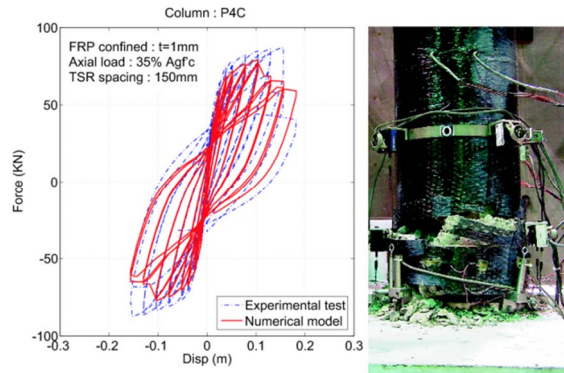 Column : P4C
FRP confined : t=1mm
Axial load : 35% Agf'c
TSR spacing : 150mm
100
50
0
-50
-100
Force (KN)
-0.3
-0.2
-0.1
0
0.1
0.2
0.3
Disp (m)
Experimental test
Numerical model